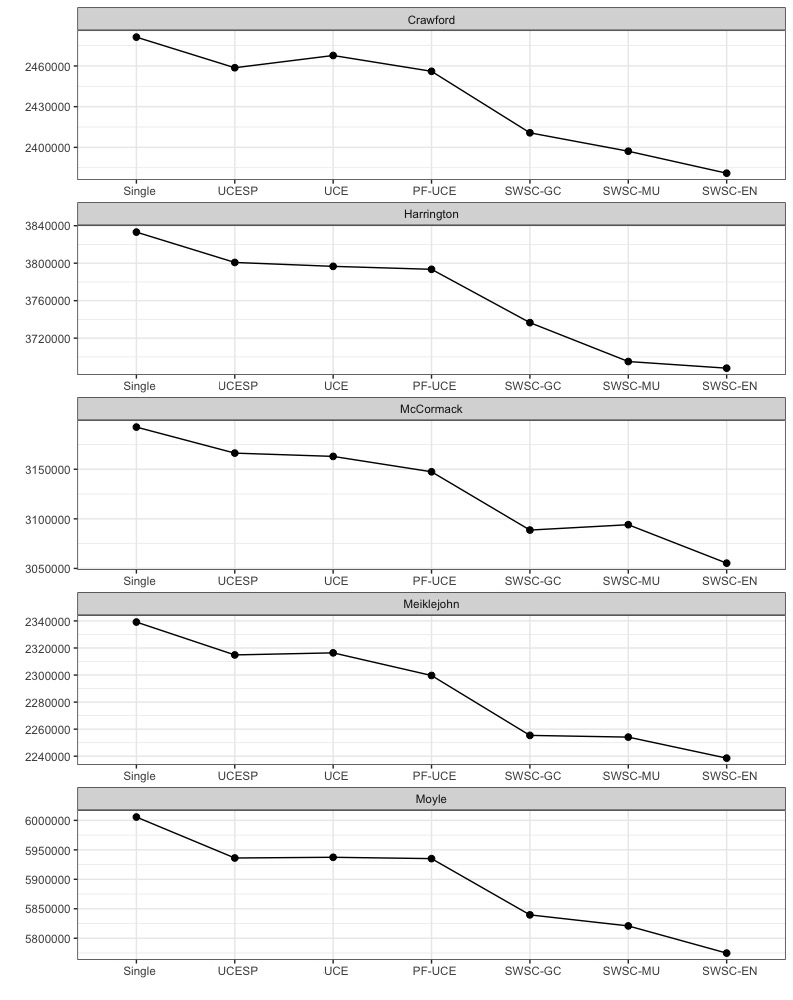 Crawford
2460000
2430000
2400000
Single UCESP UCE PF-UCE SWSC-GC SWSC-MU SWSC-EN
Harrington
3840000
3800000
3760000
3720000
Single UCESP UCE PF-UCE SWSC-GC SWSC-MU SWSC-EN
McCormack
3150000
3100000
3050000
Single UCESP UCE PF-UCE SWSC-GC SWSC-MU SWSC-EN
Meiklejohn
2340000
2320000
2300000
2280000
2260000
2240000
Single UCESP UCE PF-UCE SWSC-GC SWSC-MU SWSC-EN
Moyle
6000000
5950000
5900000
5850000
5800000
Single UCESP UCE PF-UCE SWSC-GC SWSC-MU SWSC-EN